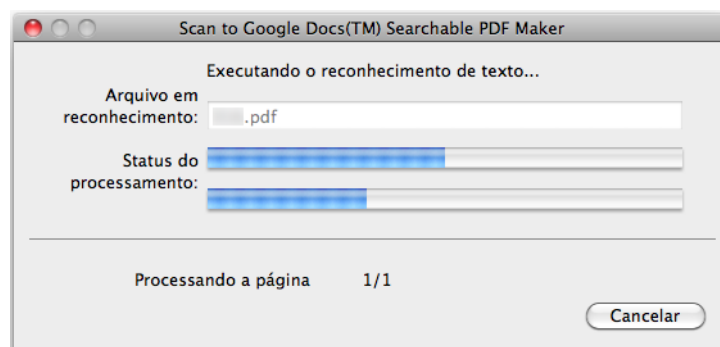 Scan to Google Docs(TM) Searchable PDF Maker
Executando o reconhecimento de texto...
Arquivo em
reconhecimento:
.pdf
Status do
processamento:
Processando a página 1/1
Cancelar